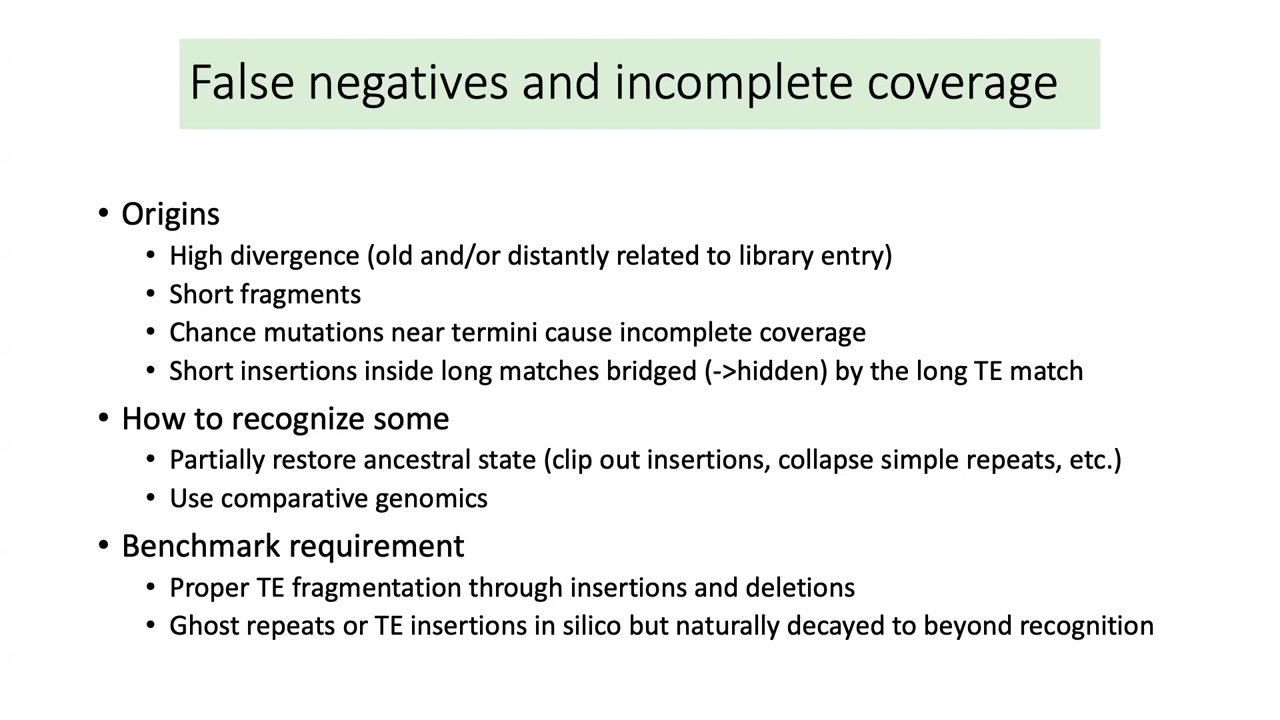 False negatives and incomplete coverage
• Origins
• High divergence (old and/or distantly related to library entry)
• Short fragments
• Chance mutations near termini cause incomplete coverage
• Short insertions inside long matches bridged (->hidden) by the long TE match
• How to recognize some
• Partially restore ancestral state (clip out insertions, collapse simple repeats, etc.)
• Use comparative genomics
• Benchmark requirement
• Proper TE fragmentation through insertions and deletions
• Ghost repeats or TE insertions in silico but naturally decayed to beyond recognition